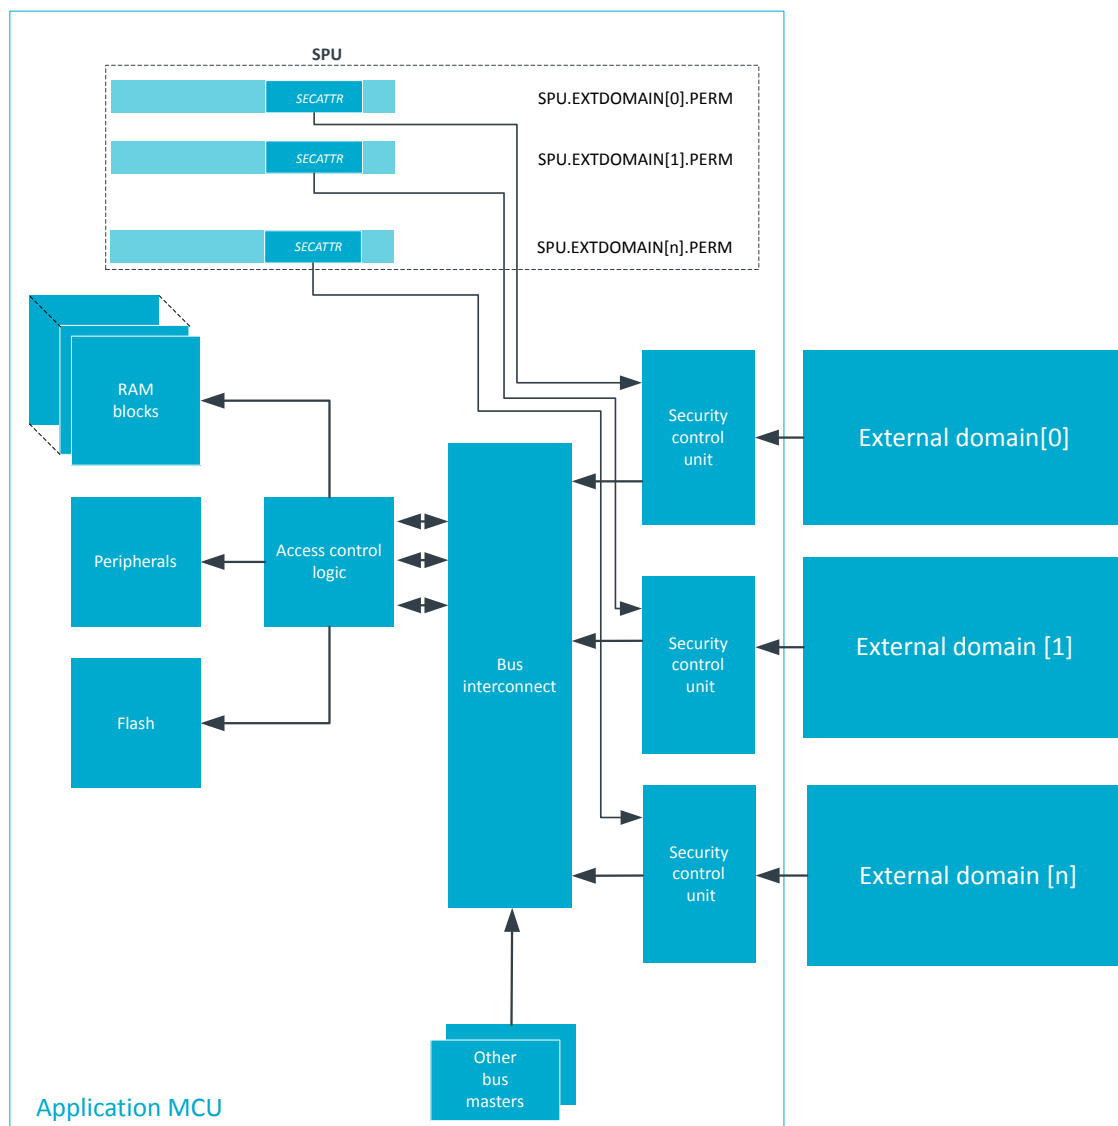 SPU
SECATTR
SPU.EXTDOMAIN[0].PERM
SECATTR
SPU.EXTDOMAIN[1].PERM
SECATTR
SPU.EXTDOMAIN[n].PERM
RAM
blocks
Security
control
unit
External domain[0]
Peripherals
Access control
logic
Bus
interconnect
Security
control
unit
External domain [1]
Flash
Security
control
unit
External domain [n]
Other
bus
masters
Application MCU